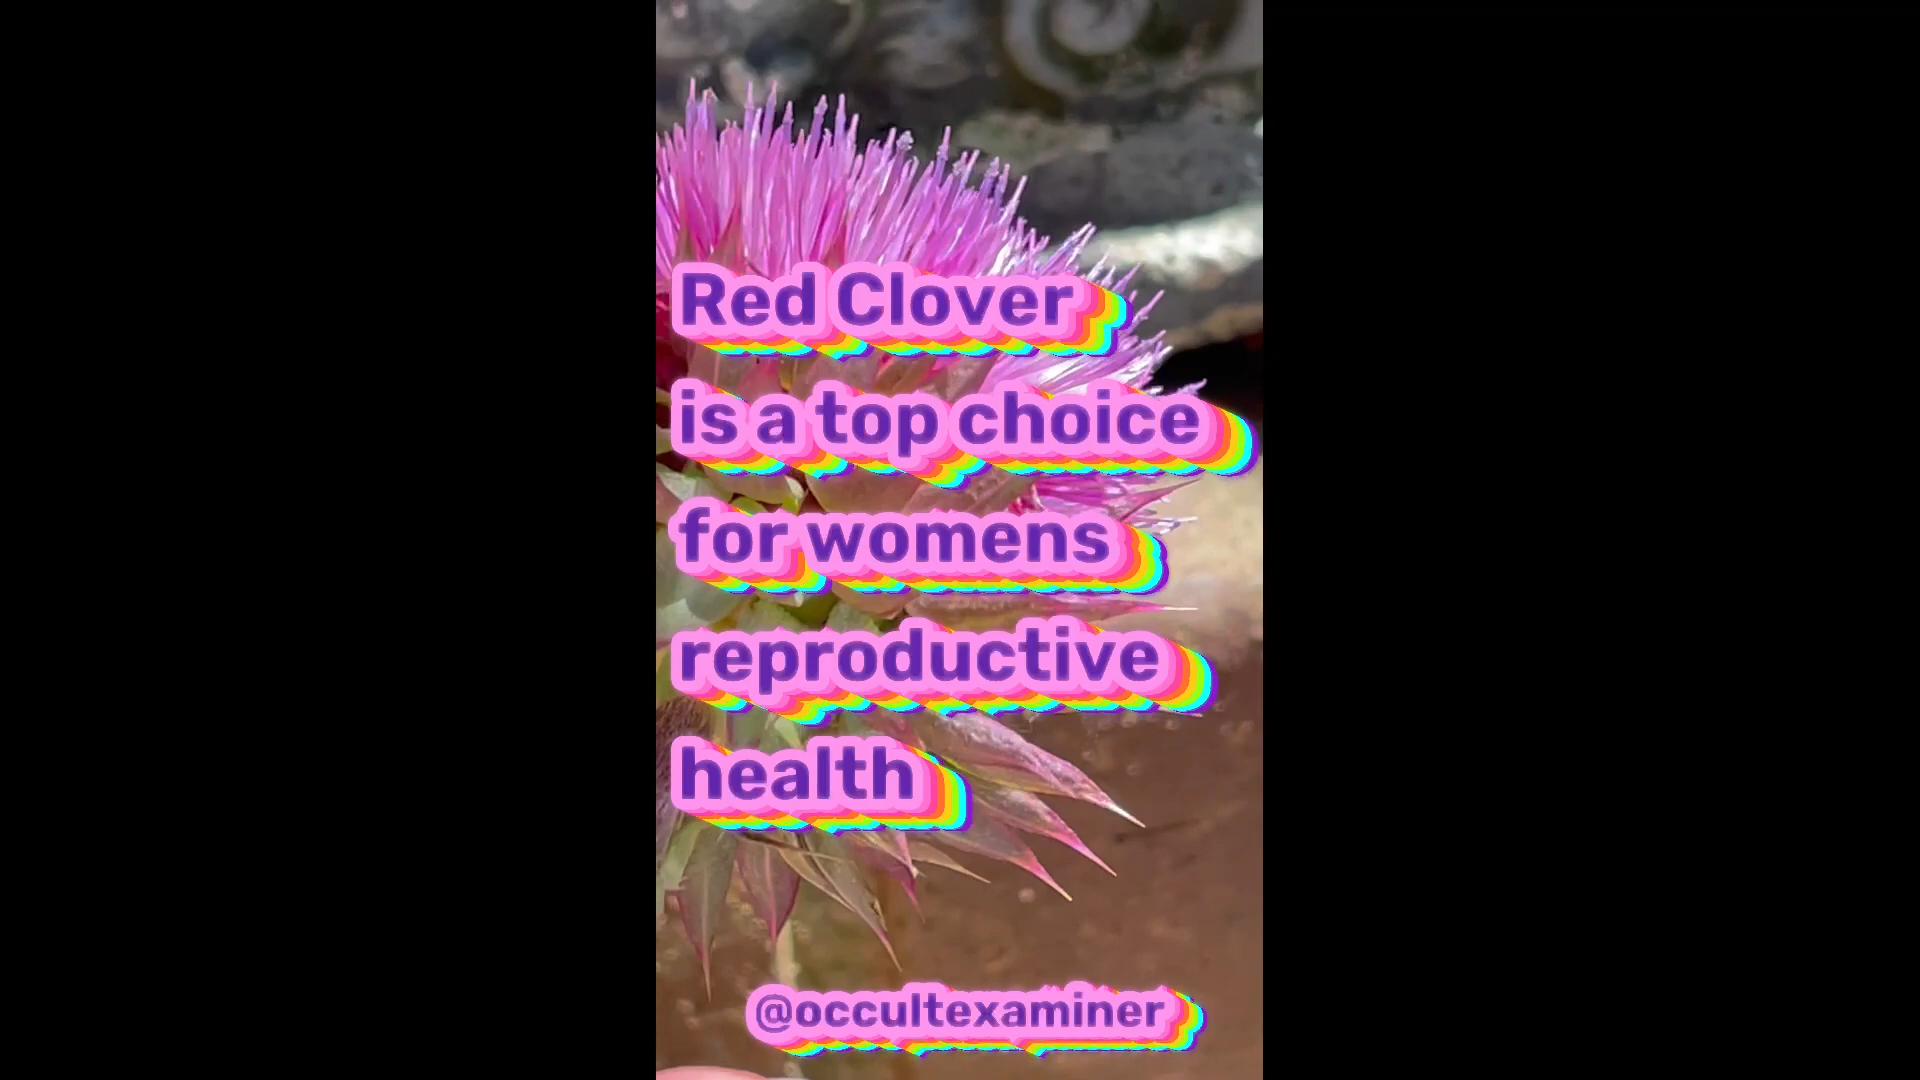 Red Clover
is a top choice
for womens
reproductive
health
@occultexaminer